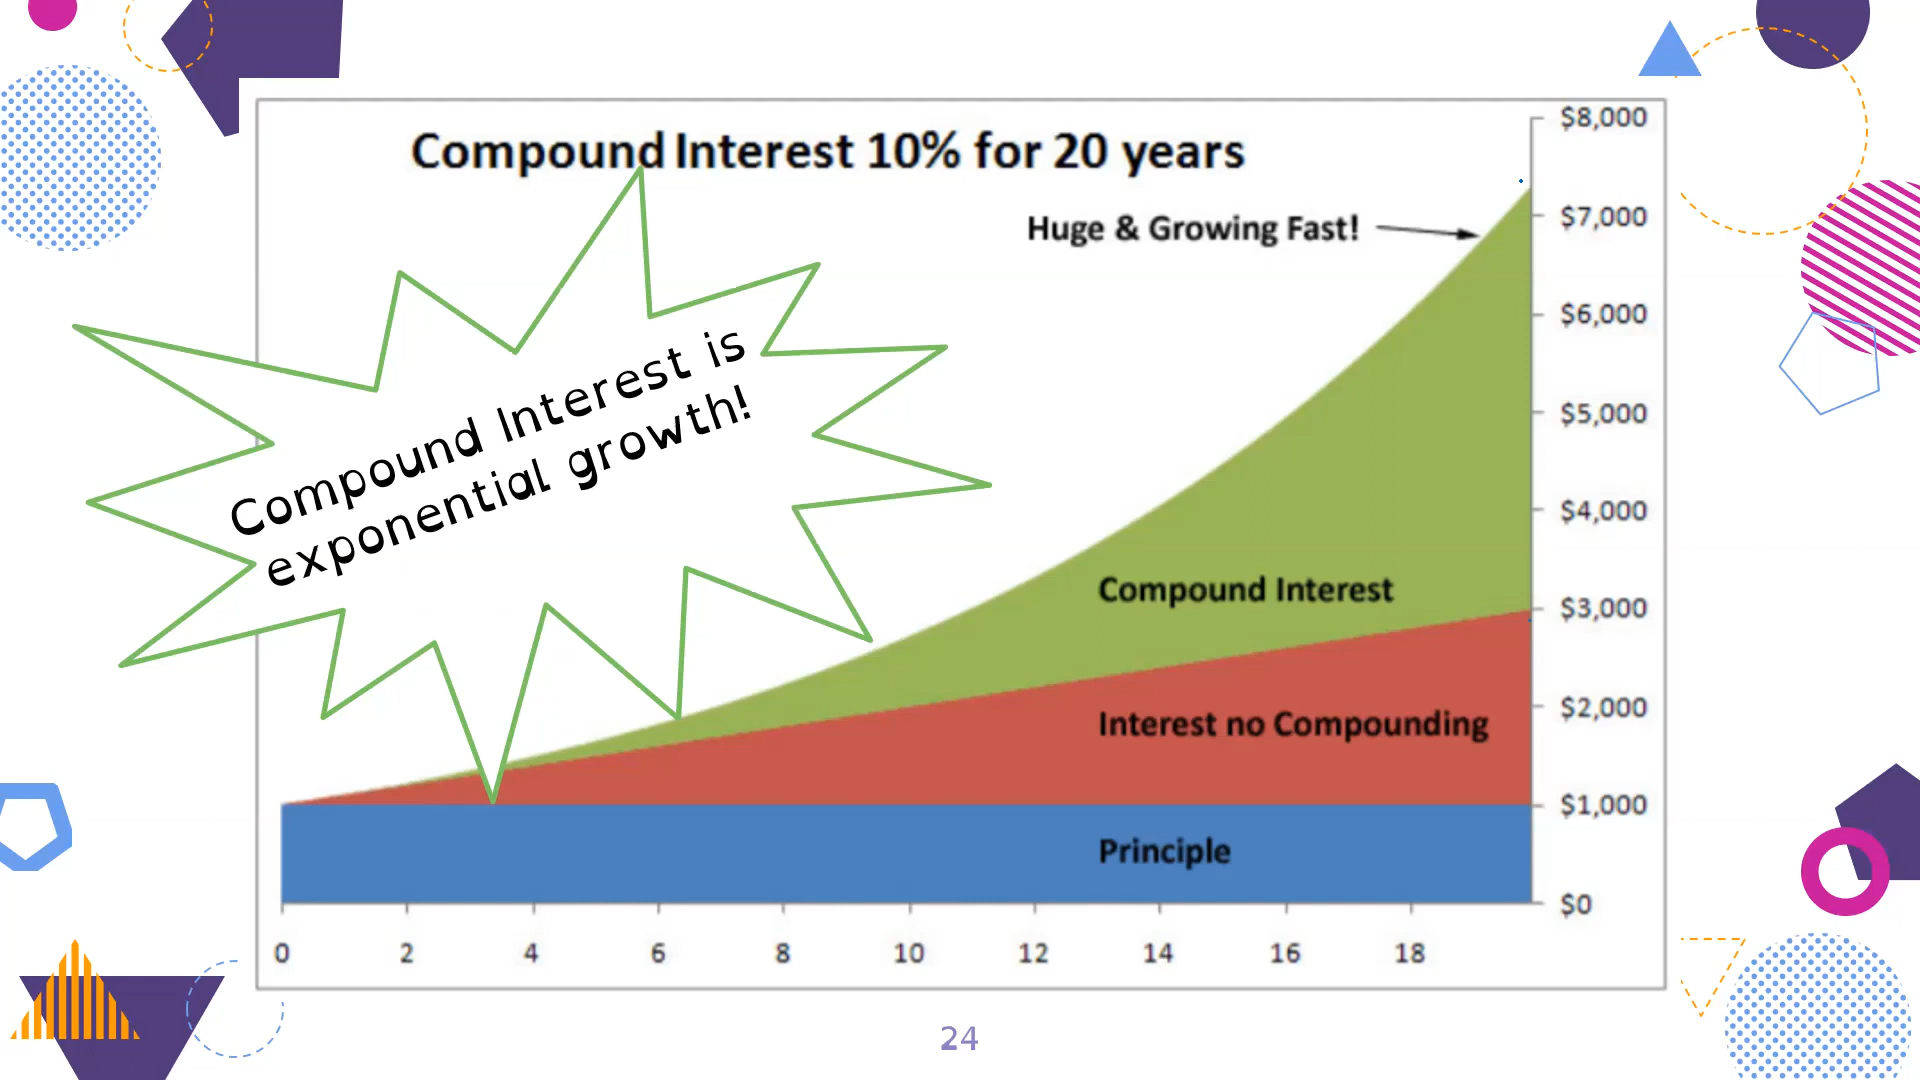 Compound Interest 10% for 20 years
Huge & Growing Fast!
Compound Interest is
exponential growth!
Compound Interest
Interest no Compounding
Principle
$8,000
$7,000
$6,000
$5,000
$4,000
$3,000
$2,000
$1,000
$0
0 2 4 6 8 10 12 14 16 18
24